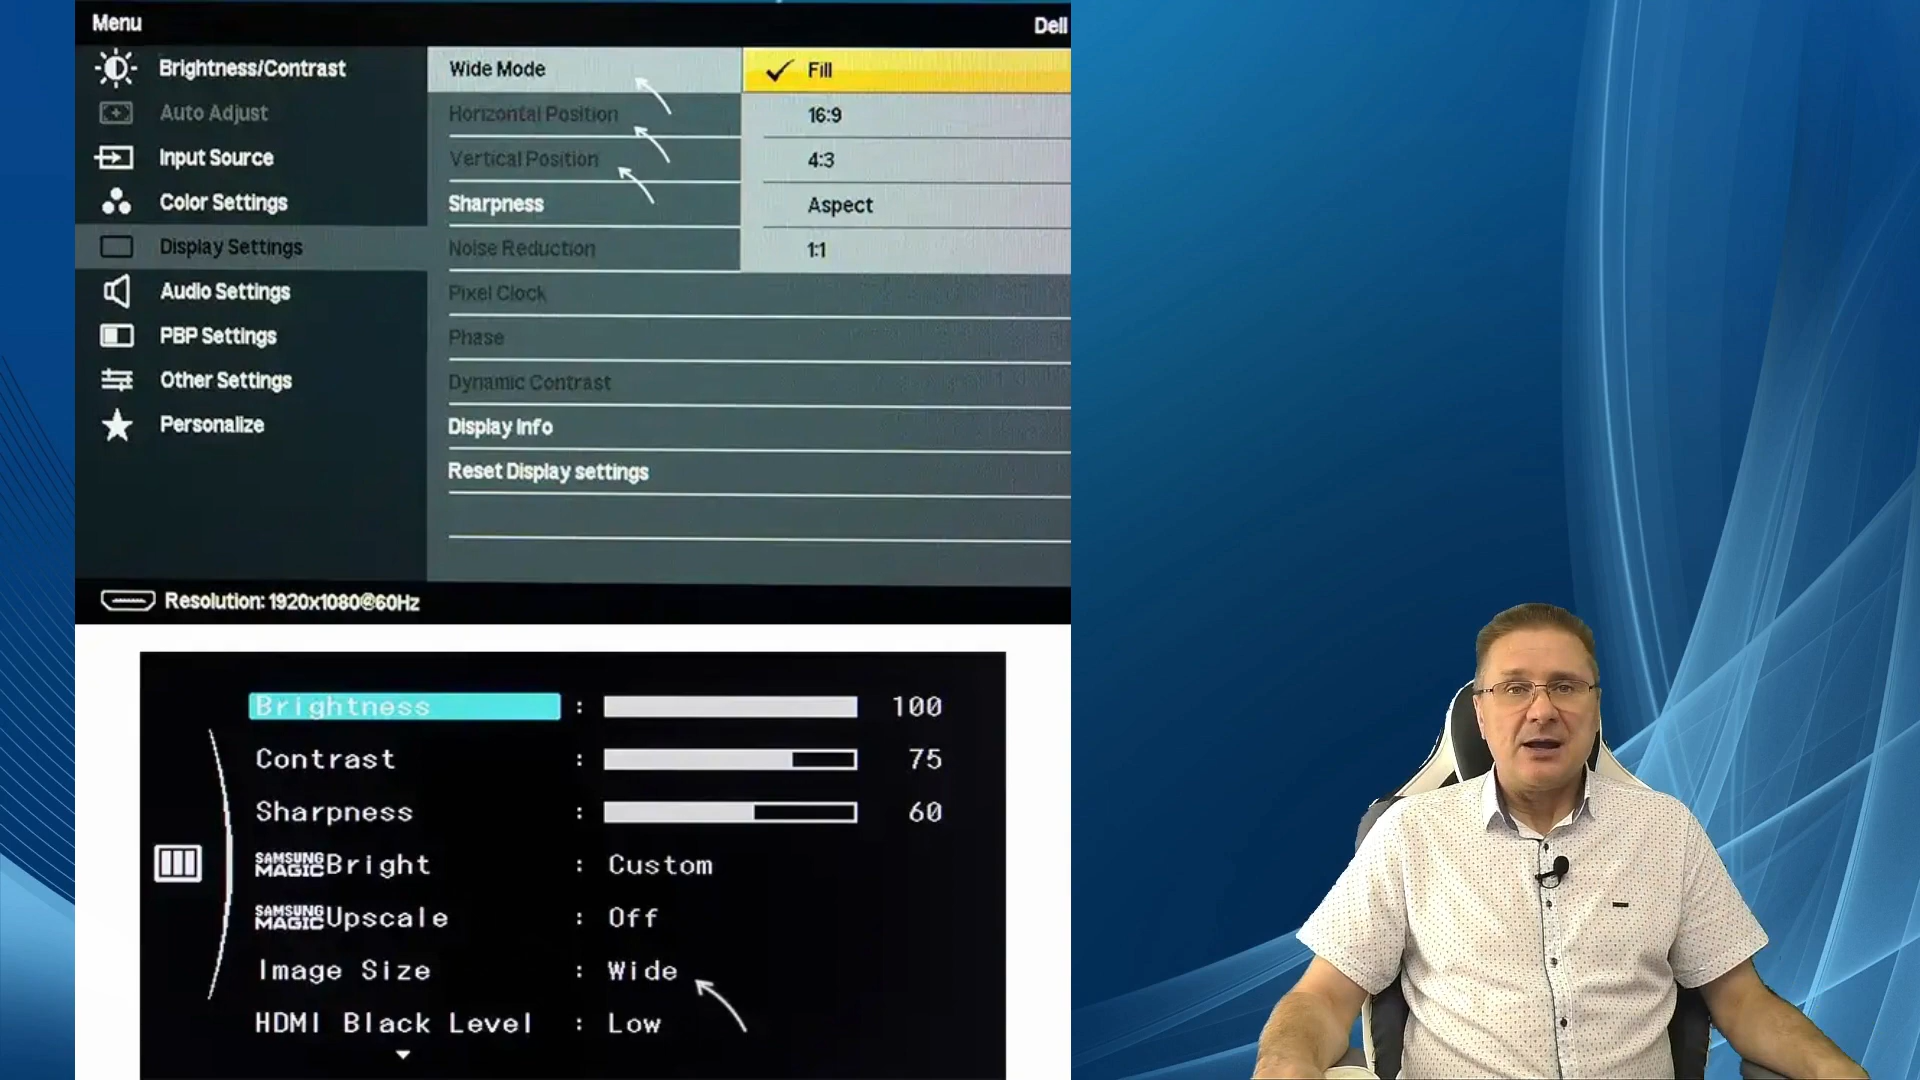 Menu
Dell
Brightness/Contrast
Auto Adjust
Input Source
Color Settings
Display Settings
Audio Settings
PBP Settings
Other Settings
Personalize
Wide Mode
Horizontal Position
Vertical Position
Sharpness
Noise Reduction
Pixel Clock
Phase
Dynamic Contrast
Display Info
Reset Display settings
Fill
16:9
4:3
Aspect
1:1
Resolution: 1920x1080@60Hz
Brightness : 100
Contrast : 75
Sharpness : 60
SAMSUNG MAGIC Bright : Custom
SAMSUNG MAGIC Upscale : Off
Image Size : Wide
HDMI Black Level : Low